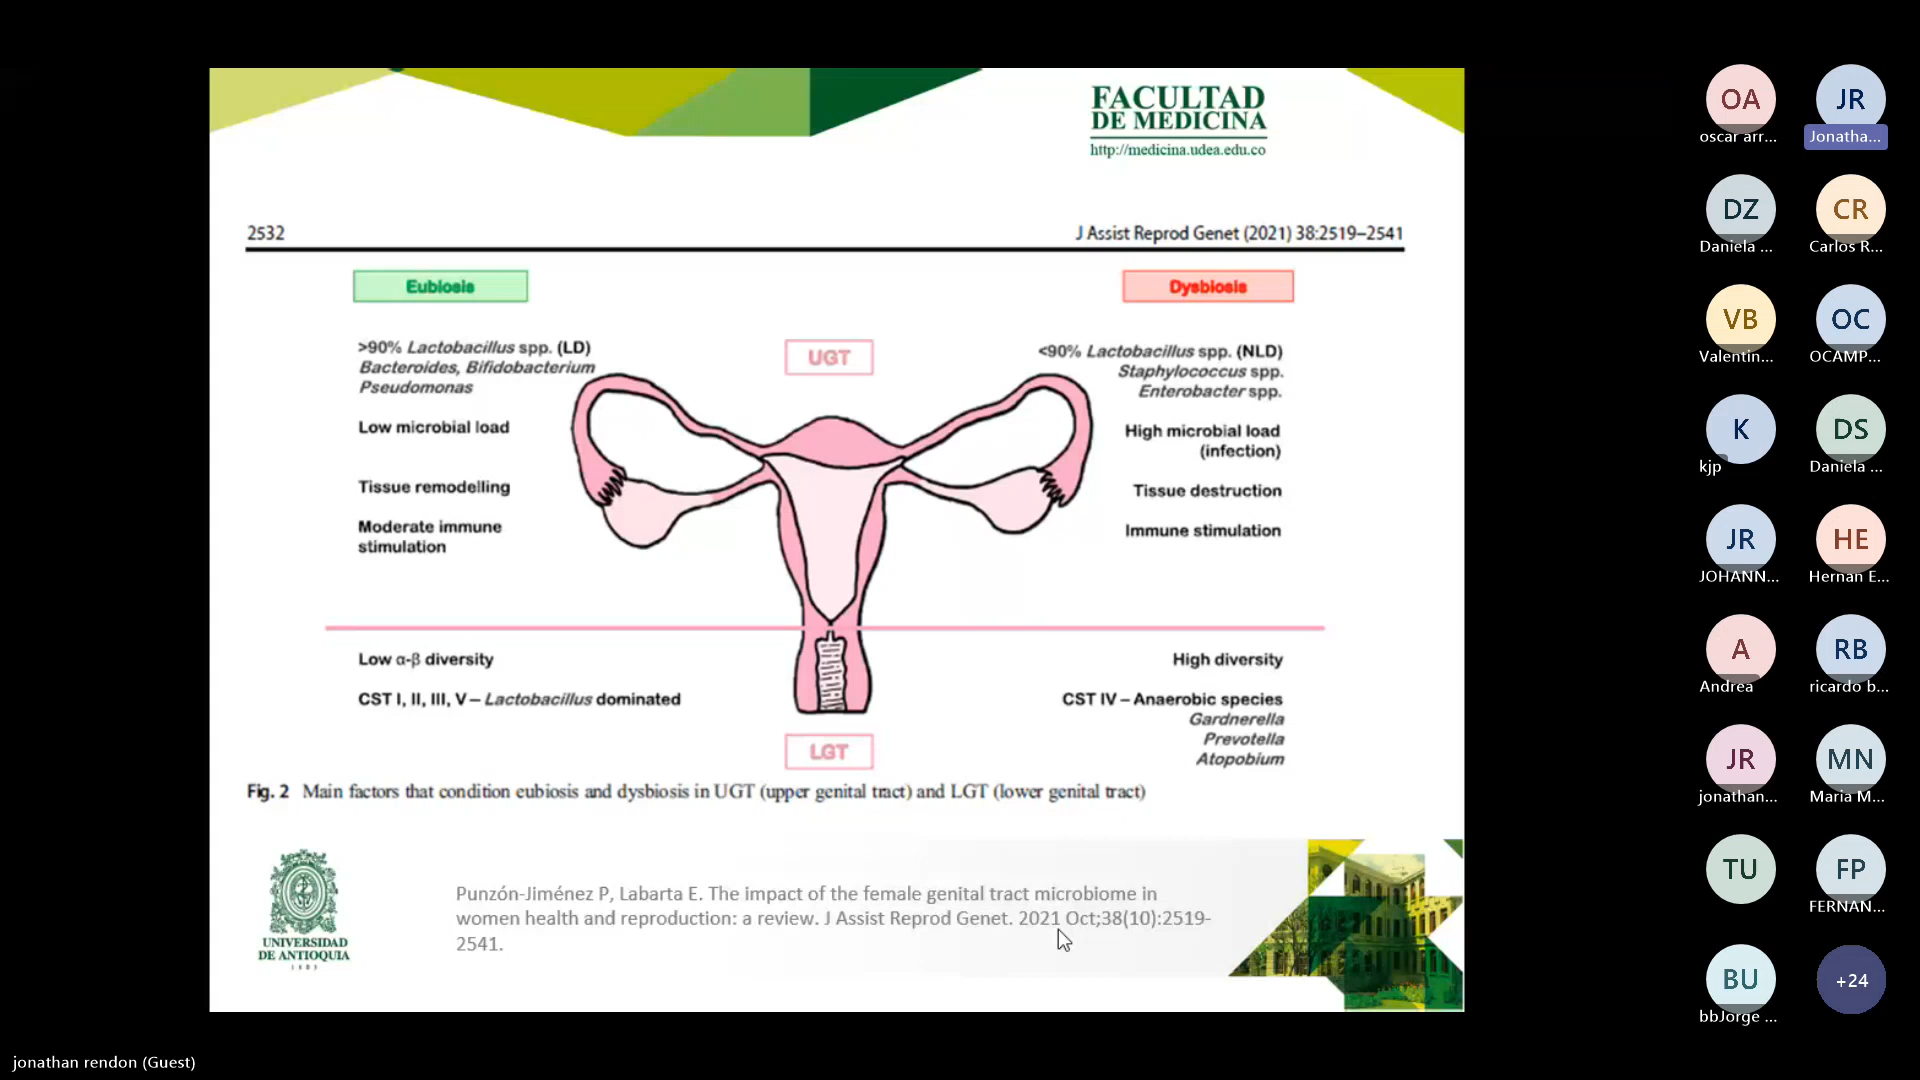 FACULTAD
DE MEDICINA
http://medicina.udea.edu.co
2532
J Assist Reprod Genet (2021) 38:2519–2541
Eubiosis
Dysbiosis
UGT
>90% Lactobacillus spp. (LD)
Bacteroides, Bifidobacterium
Pseudomonas
Low microbial load
Tissue remodelling
Moderate immune
stimulation
<90% Lactobacillus spp. (NLD)
Staphylococcus spp.
Enterobacter spp.
High microbial load
(infection)
Tissue destruction
Immune stimulation
Low α-β diversity
CST I, II, III, V – Lactobacillus dominated
High diversity
CST IV – Anaerobic species
Gardnerella
Prevotella
Atopobium
LGT
Fig. 2 Main factors that condition eubiosis and dysbiosis in UGT (upper genital tract) and LGT (lower genital tract)
UNIVERSIDAD
DE ANTIOQUIA
1803
Punzón-Jiménez P, Labarta E. The impact of the female genital tract microbiome in
women health and reproduction: a review. J Assist Reprod Genet. 2021 Oct;38(10):2519-
2541.
OA
oscar arr...
JR
Jonatha...
DZ
Daniela ...
CR
Carlos R...
VB
Valentin...
OC
OCAMP...
K
kjp
DS
Daniela ...
JR
JOHANN...
HE
Hernan E...
A
Andrea
RB
ricardo b...
JR
jonathan...
MN
Maria M...
TU
FP
FERNAN...
BU
bbJorge ...
+24
jonathan rendon (Guest)